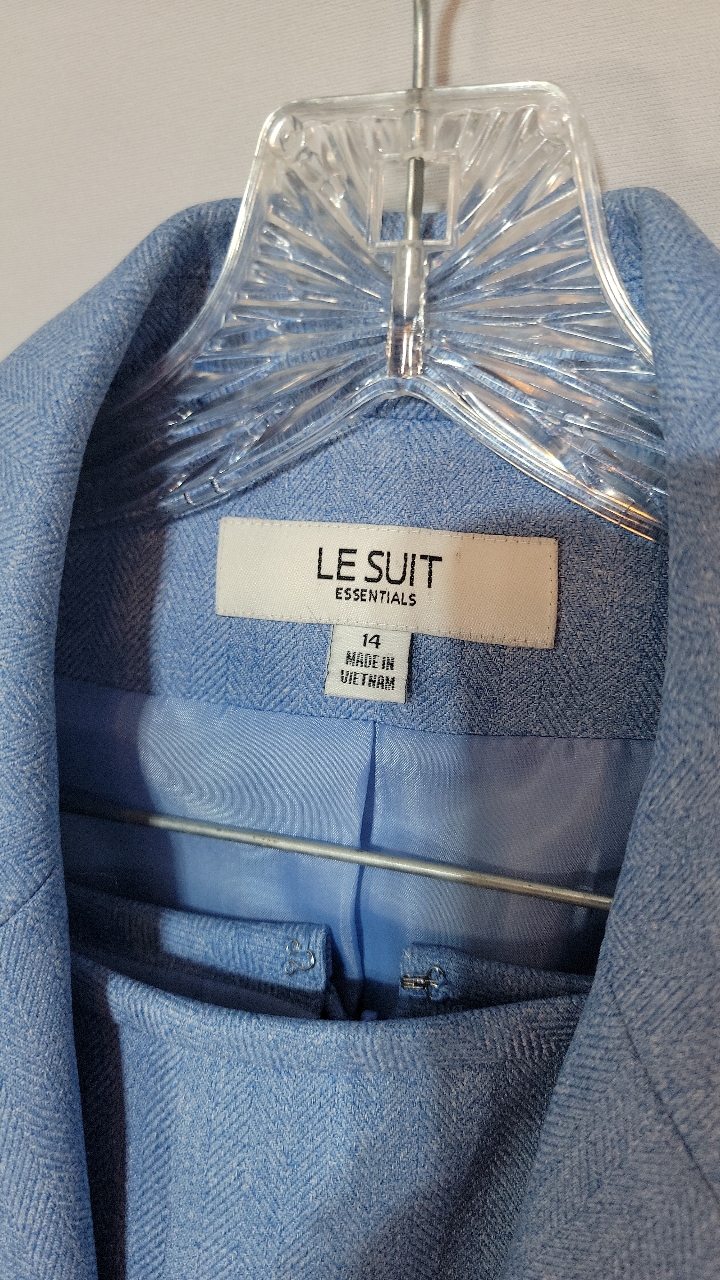 LE SUIT
ESSENTIALS
14
MADE IN
VIETNAM